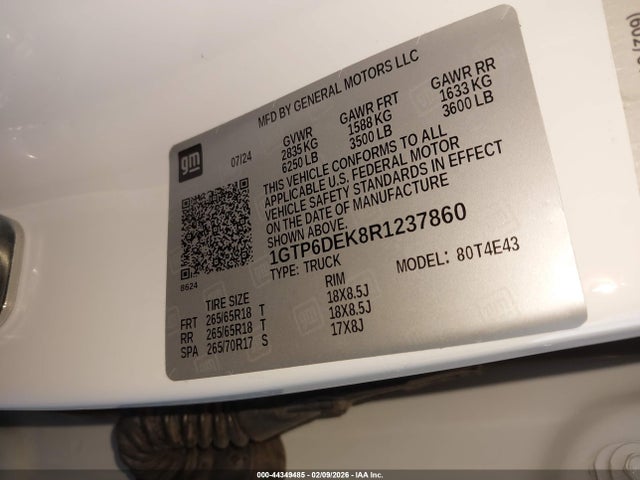 MFD BY GENERAL MOTORS LLC
gm
07/24
GVWR GAWR FRT GAWR RR
2835 KG 1588 KG 1633 KG
6250 LB 3500 LB 3600 LB
THIS VEHICLE CONFORMS TO ALL
APPLICABLE U.S. FEDERAL MOTOR
VEHICLE SAFETY STANDARDS IN EFFECT
ON THE DATE OF MANUFACTURE
SHOWN ABOVE.
1GTP6DEK8R1237860
TYPE: TRUCK MODEL: 80T4E43
8624
TIRE SIZE RIM
FRT 265/65R18 T 18X8.5J
RR 265/65R18 T 18X8.5J
SPA 265/70R17 S 17X8J
000-44349485 - 02/09/2026 - IAA Inc.